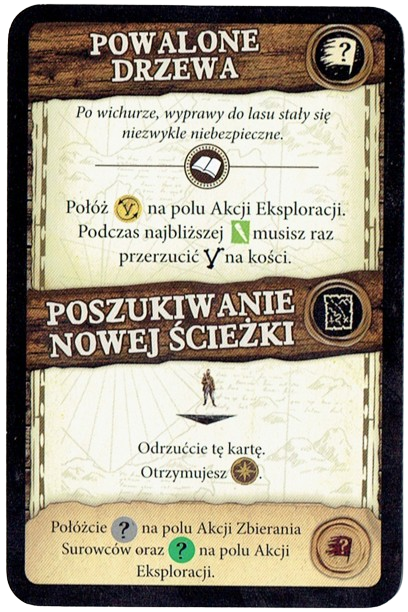 POWALONE
DRZEWA
?
Po wichurze, wyprawy do lasu stały się
niezwykle niebezpieczne.
Połóż na polu Akcji Eksploracji.
Podczas najbliższej musisz raz
przerzucić na kości.
POSZUKIWANIE
NOWEJ ŚCIEŻKI
Odrzućcie tę kartę.
Otrzymujesz .
Połóżcie ? na polu Akcji Zbierania
Surowców oraz ? na polu Akcji
Eksploracji.
?